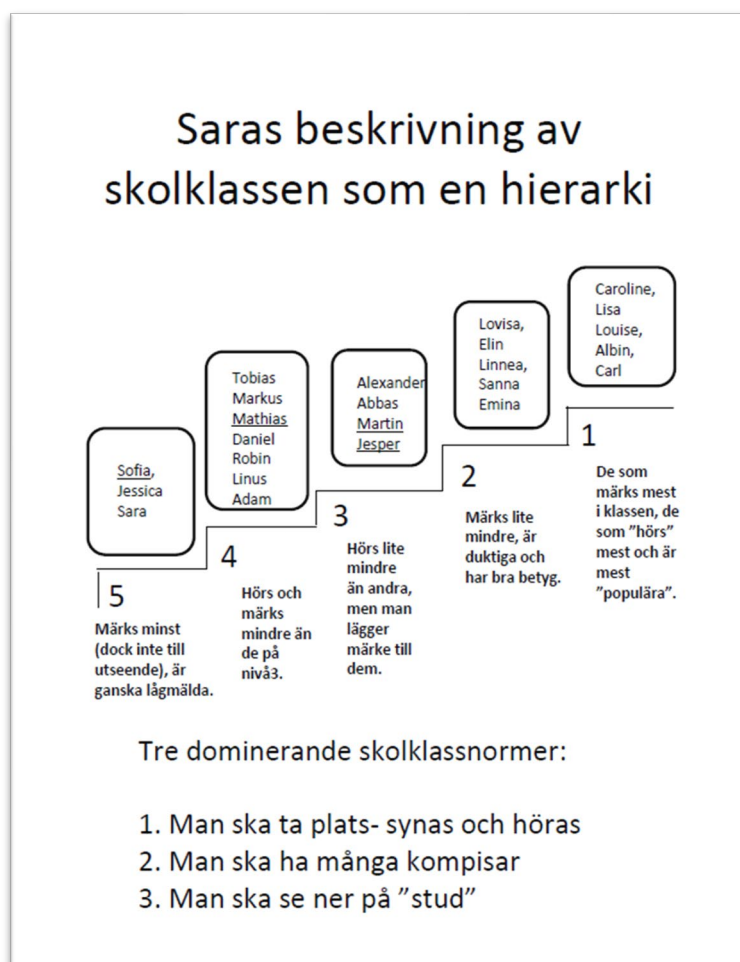 Saras beskrivning av
skolklassen som en hierarki
Caroline,
Lisa
Louise,
Albin,
Carl
Lovisa,
Elin
Linnea,
Sanna
Emina
Alexander
Abbas
Martin
Jesper
Tobias
Markus
Mathias
Daniel
Robin
Linus
Adam
Sofia,
Jessica
Sara
1
De som
märks mest
i klassen, de
som ”hörs”
mest och är
mest
”populära”.
2
Märks lite
mindre, är
duktiga och
har bra betyg.
3
Hörs lite
mindre
än andra,
men man
lägger
märke till
dem.
4
Hörs och
märks
mindre än
de på
nivå3.
5
Märks minst
(dock inte till
utseende), är
ganska lågmälda.
Tre dominerande skolklassnormer:
1. Man ska ta plats- synas och höras
2. Man ska ha många kompisar
3. Man ska se ner på ”stud”